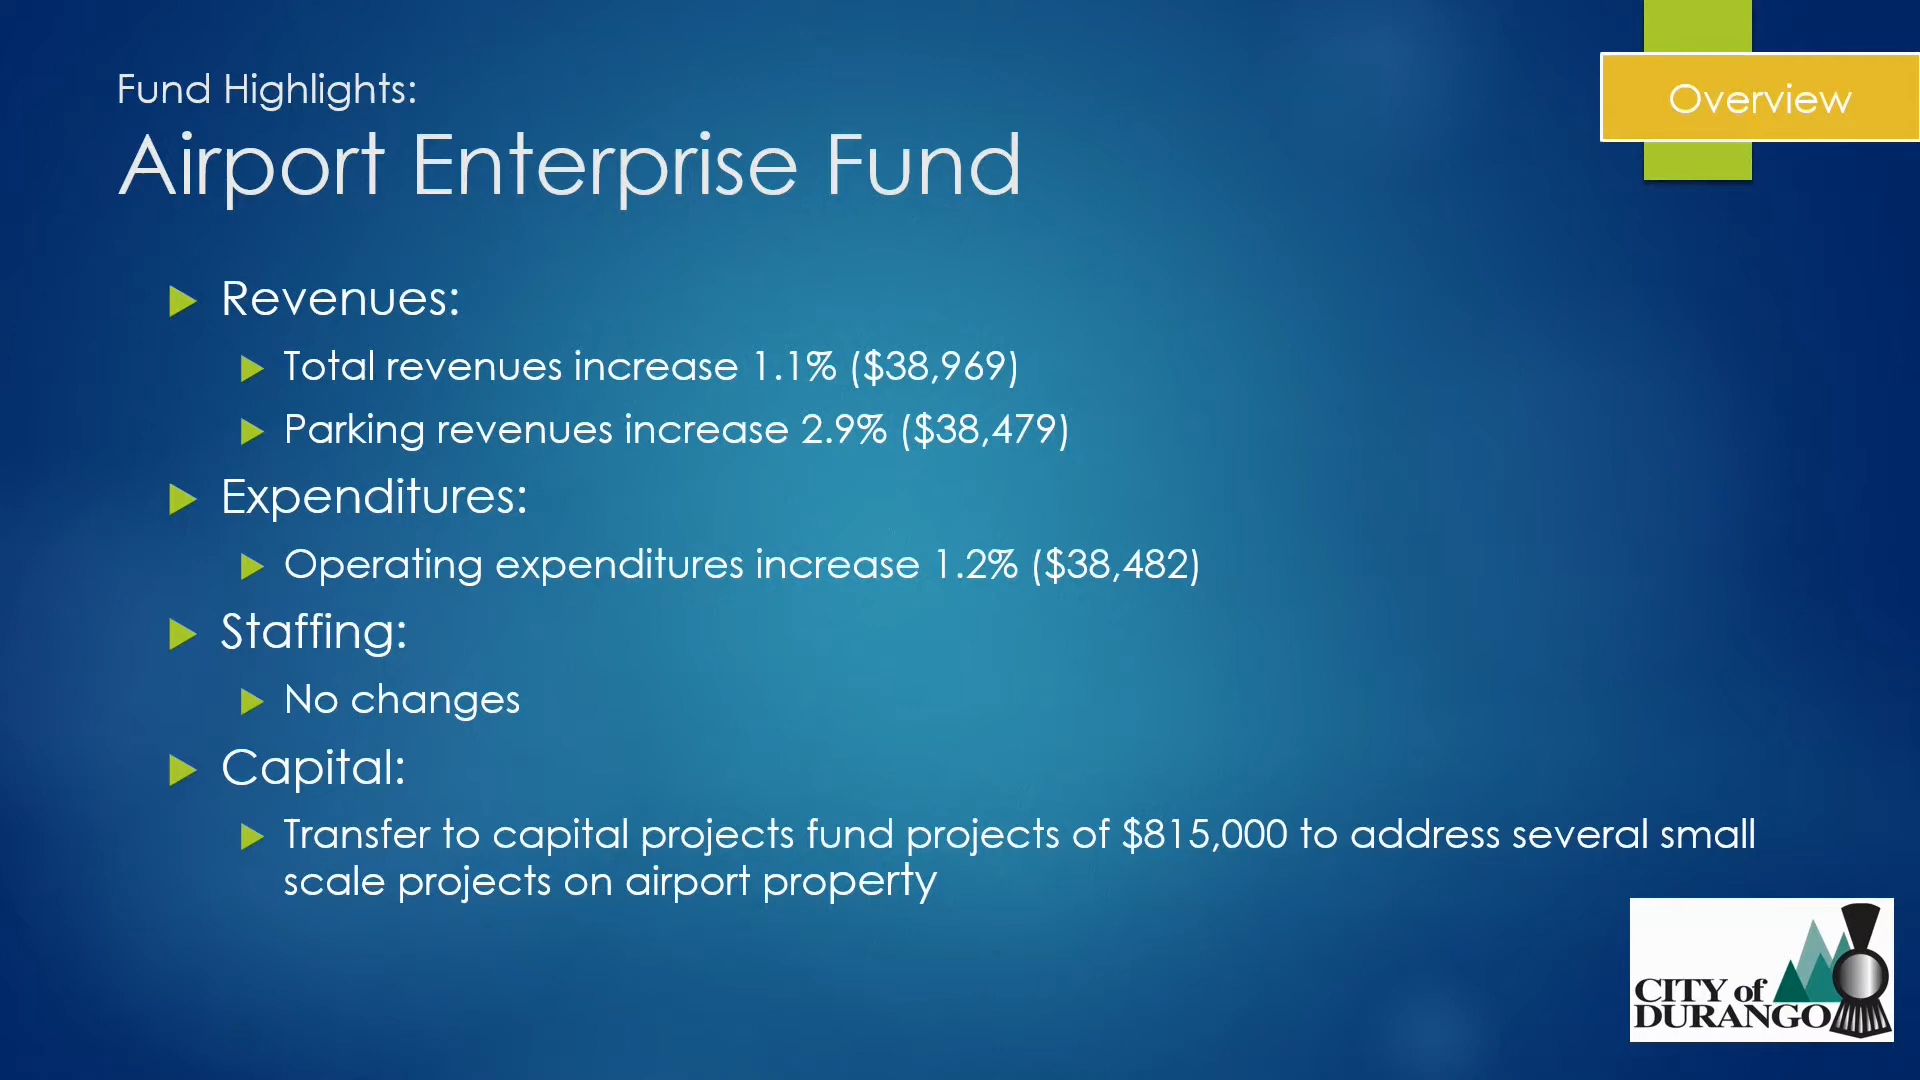 Fund Highlights:
Overview
Airport Enterprise Fund
Revenues:
Total revenues increase 1.1% ($38,969)
Parking revenues increase 2.9% ($38,479)
Expenditures:
Operating expenditures increase 1.2% ($38,482)
Staffing:
No changes
Capital:
Transfer to capital projects fund projects of $815,000 to address several small
scale projects on airport property
CITY of
DURANGO